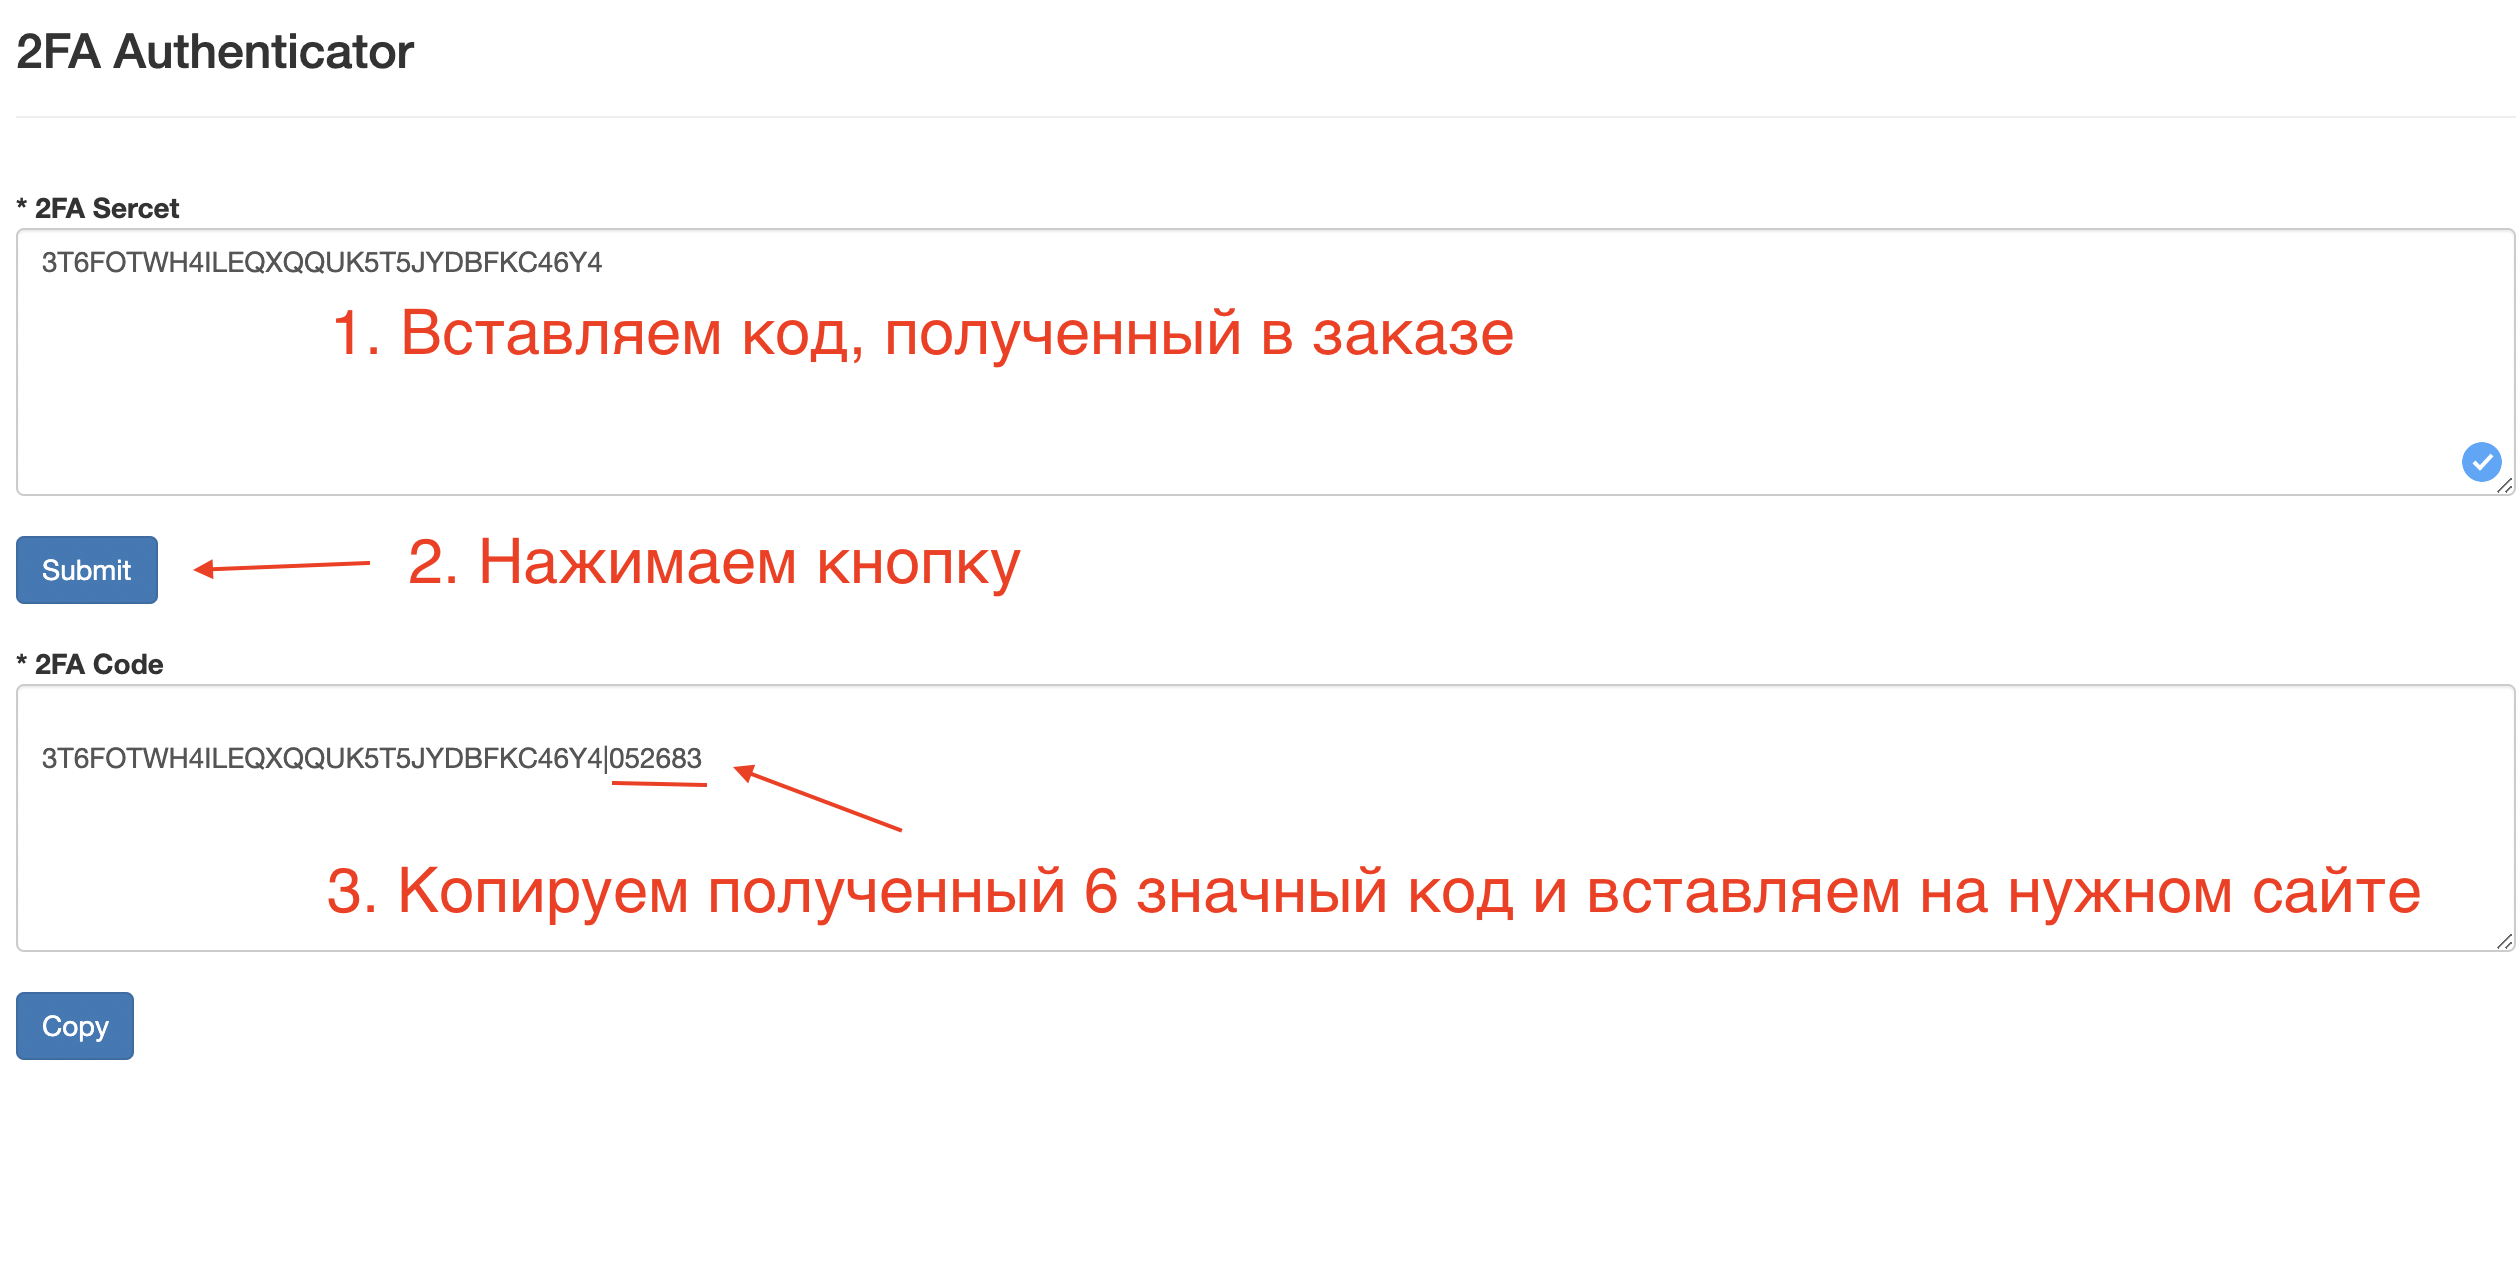 2FA Authenticator
* 2FA Sercet
3T6FOTWH4ILEQXQQUK5T5JYDBFKC46Y4
1. Вставляем код, полученный в заказе
Submit
2. Нажимаем кнопку
* 2FA Code
3T6FOTWH4ILEQXQQUK5T5JYDBFKC46Y4|052683
3. Копируем полученный 6 значный код и вставляем на нужном сайте
Copy